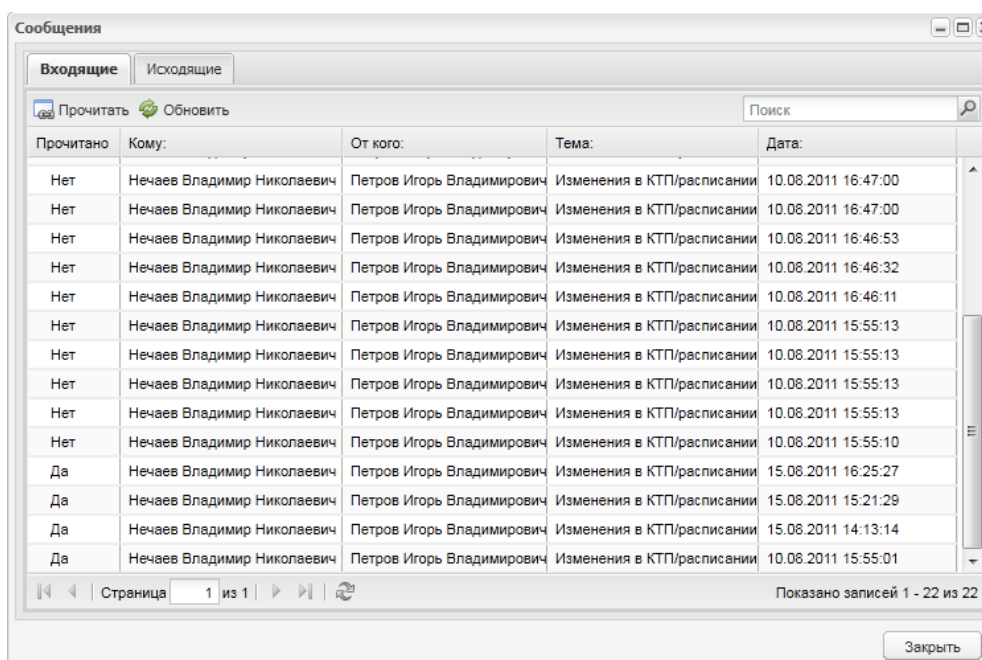 Сообщения
Входящие Исходящие
Прочитать Обновить Поиск
Прочитано Кому: От кого: Тема: Дата:
Нет Нечаев Владимир Николаевич Петров Игорь Владимирович Изменения в КТП/расписании 10.08.2011 16:47:00
Нет Нечаев Владимир Николаевич Петров Игорь Владимирович Изменения в КТП/расписании 10.08.2011 16:47:00
Нет Нечаев Владимир Николаевич Петров Игорь Владимирович Изменения в КТП/расписании 10.08.2011 16:46:53
Нет Нечаев Владимир Николаевич Петров Игорь Владимирович Изменения в КТП/расписании 10.08.2011 16:46:32
Нет Нечаев Владимир Николаевич Петров Игорь Владимирович Изменения в КТП/расписании 10.08.2011 16:46:11
Нет Нечаев Владимир Николаевич Петров Игорь Владимирович Изменения в КТП/расписании 10.08.2011 15:55:13
Нет Нечаев Владимир Николаевич Петров Игорь Владимирович Изменения в КТП/расписании 10.08.2011 15:55:13
Нет Нечаев Владимир Николаевич Петров Игорь Владимирович Изменения в КТП/расписании 10.08.2011 15:55:13
Нет Нечаев Владимир Николаевич Петров Игорь Владимирович Изменения в КТП/расписании 10.08.2011 15:55:13
Нет Нечаев Владимир Николаевич Петров Игорь Владимирович Изменения в КТП/расписании 10.08.2011 15:55:10
Да Нечаев Владимир Николаевич Петров Игорь Владимирович Изменения в КТП/расписании 15.08.2011 16:25:27
Да Нечаев Владимир Николаевич Петров Игорь Владимирович Изменения в КТП/расписании 15.08.2011 15:21:29
Да Нечаев Владимир Николаевич Петров Игорь Владимирович Изменения в КТП/расписании 15.08.2011 14:13:14
Да Нечаев Владимир Николаевич Петров Игорь Владимирович Изменения в КТП/расписании 10.08.2011 15:55:01
Страница 1 из 1 Показано записей 1 - 22 из 22
Закрыть